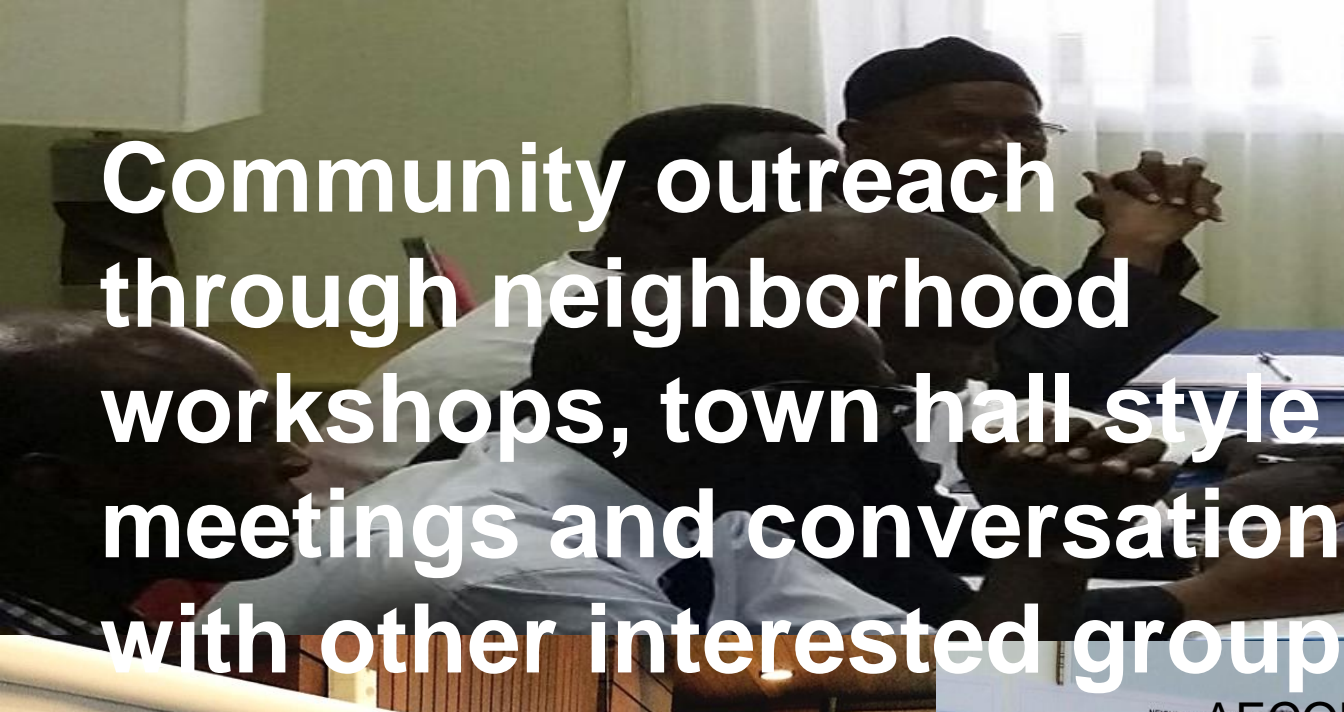 Community outreach
through neighborhood
workshops, town hall style
meetings and conversation
with other interested group